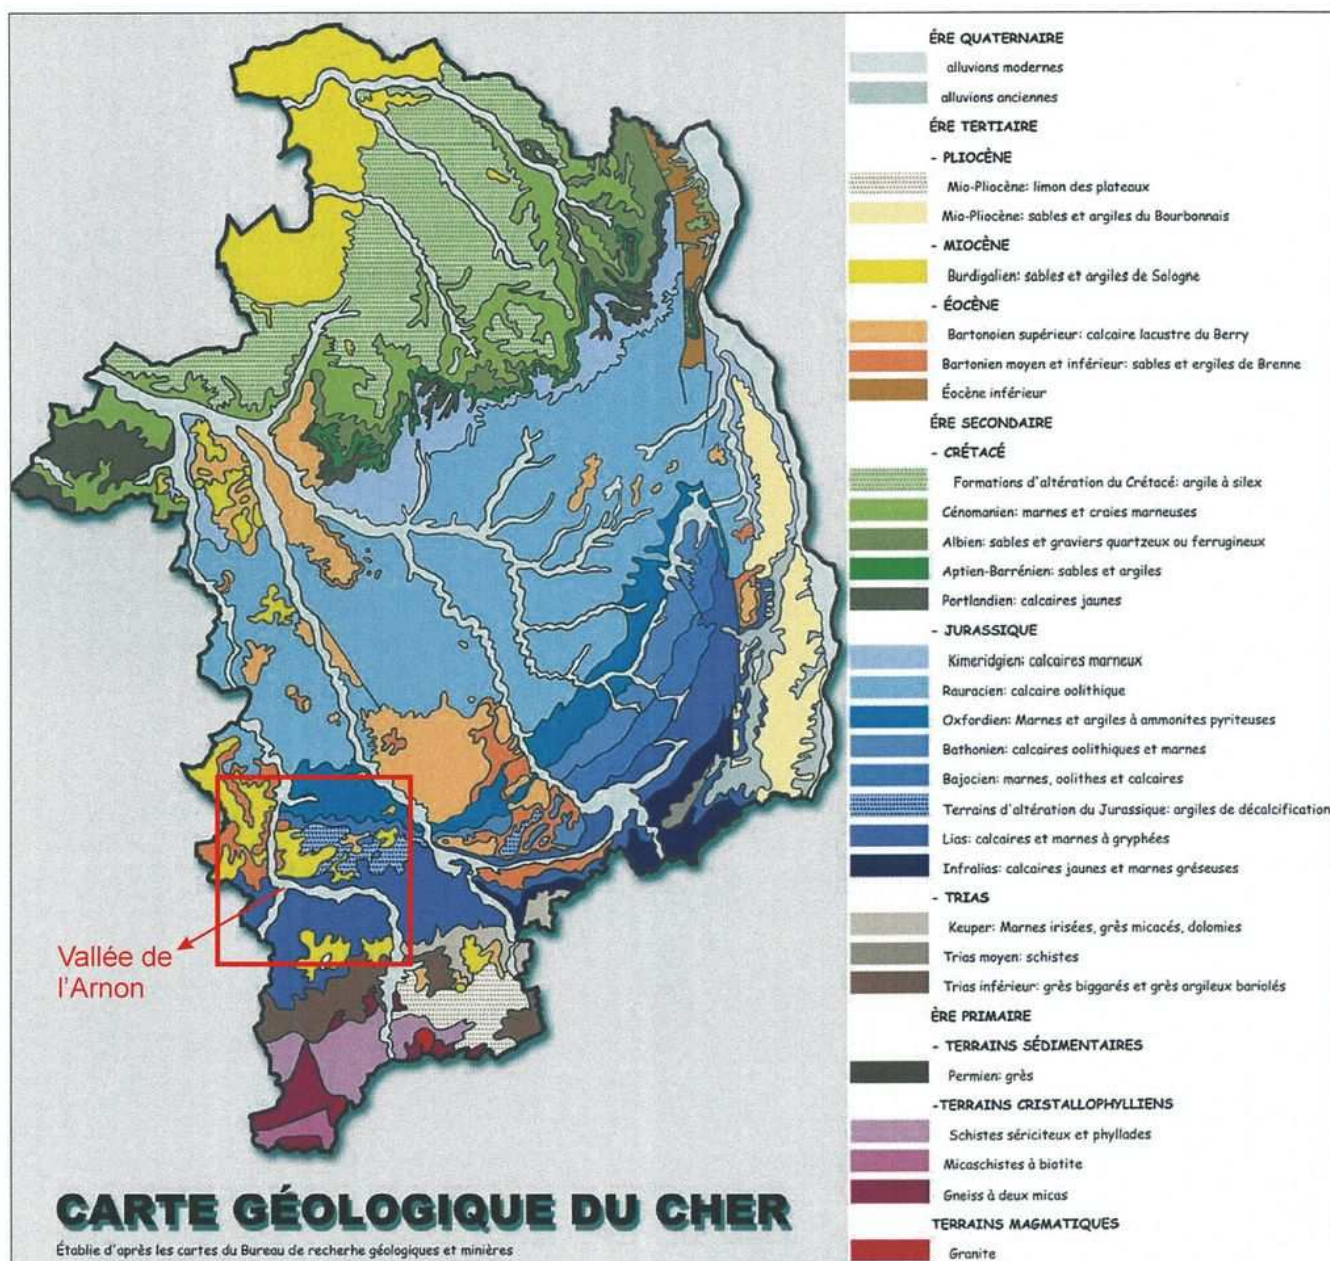 ÉRE QUATERNAIRE
alluvions modernes
alluvions anciennes
ÉRE TERTIAIRE
- PLIOCÈNE
Mio-Pliocène: limon des plateaux
Mio-Pliocène: sables et argiles du Bourbonnais
- MIOCÈNE
Burdigalien: sables et argiles de Sologne
- ÉOCÈNE
Bartonoien supérieur: calcaire lacustre du Berry
Bartonien moyen et inférieur: sables et ergiles de Brenne
Éocène inférieur
ÉRE SECONDAIRE
- CRÉTACÉ
Formations d'altération du Crétacé: argile à silex
Cénomanien: marnes et craies marneuses
Albien: sables et graviers quartzeux ou ferrugineux
Aptien-Barrénien: sables et argiles
Portlandien: calcaires jaunes
- JURASSIQUE
Kimeridgien: calcaires marneux
Rauracien: calcaire oolithique
Oxfordien: Marnes et argiles à ammonites pyriteuses
Bathonien: calcaires oolithiques et marnes
Bajocien: marnes, oolithes et calcaires
Terrains d'altération du Jurassique: argiles de décalcification
Lias: calcaires et marnes à gryphées
Infralias: calcaires jaunes et marnes gréseuses
- TRIAS
Keuper: Marnes irisées, grès micacés, dolomies
Trias moyen: schistes
Trias inférieur: grès biggarés et grès argileux bariolés
ÈRE PRIMAIRE
- TERRAINS SÉDIMENTAIRES
Permien: grès
-TERRAINS CRISTALLOPHYLLIENS
Schistes sériciteux et phyllades
Micaschistes à biotite
Gneiss à deux micas
TERRAINS MAGMATIQUES
Granite
Vallée de
l'Arnon
CARTE GÉOLOGIQUE DU CHER
Établie d'après les cartes du Bureau de recherhe géologiques et minières